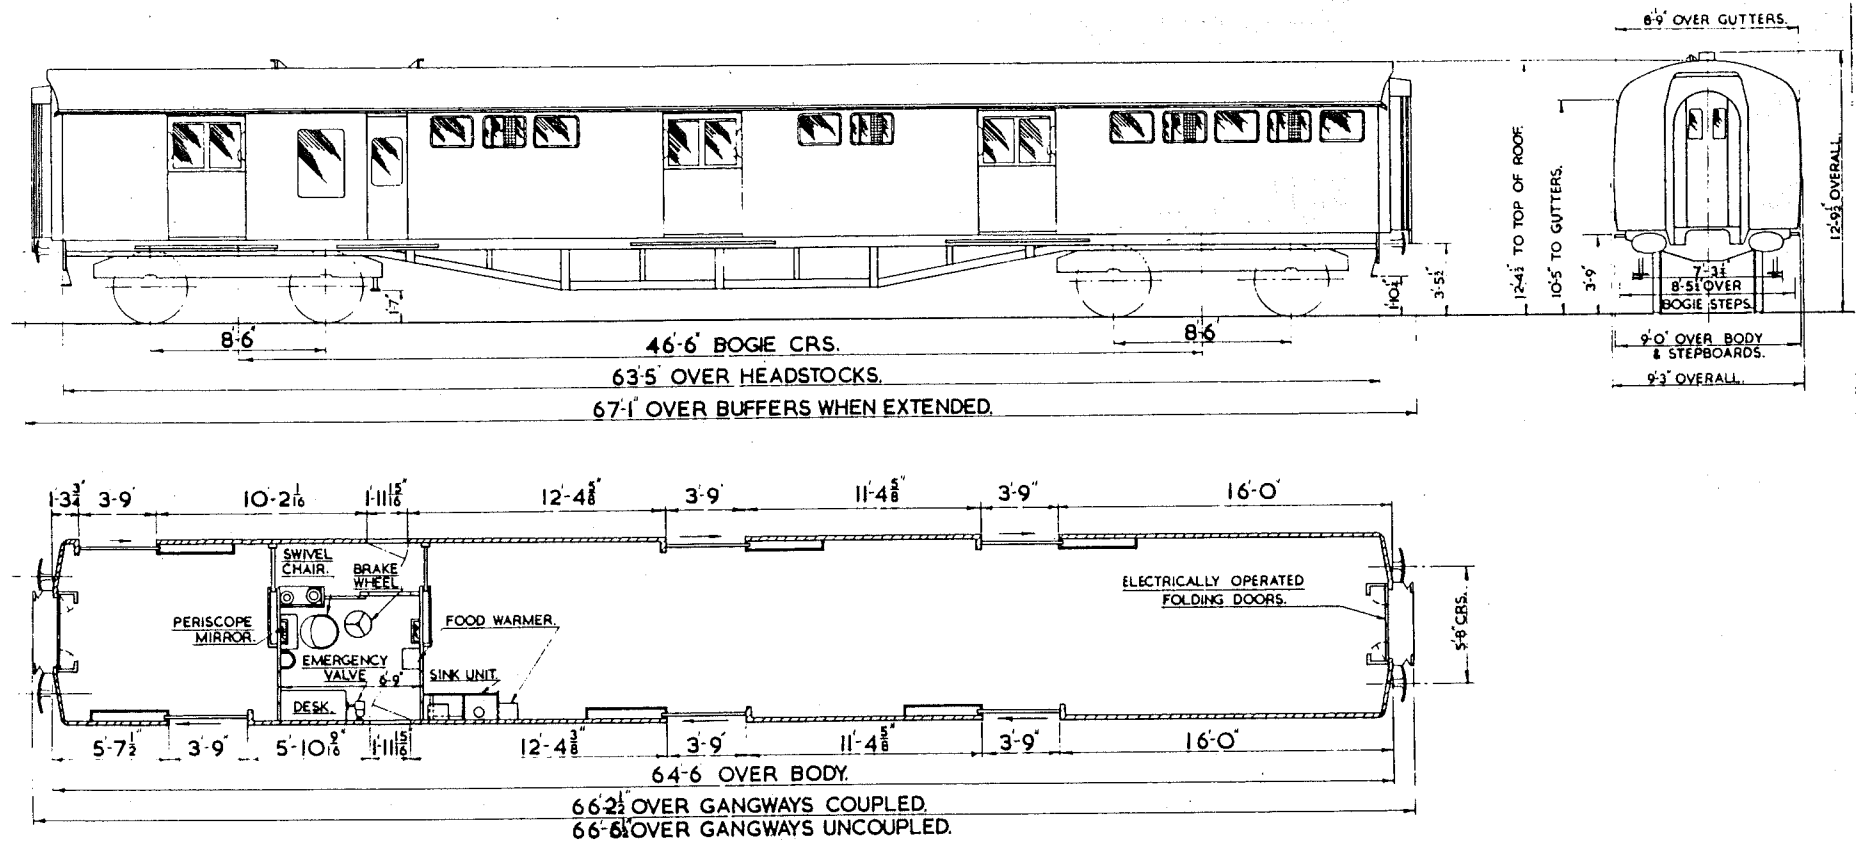 8'-9" OVER GUTTERS.
12'-4½" TO TOP OF ROOF.
10'-5" TO GUTTERS.
3'-9"
12'-9½" OVERALL.
7'-3¼"
8'-5¼" OVER
BOGIE STEPS.
9'-0" OVER BODY
& STEPBOARDS.
9'-3" OVERALL.
1'-7"
1'-10½"
3'-5½"
8'-6"
46'-6" BOGIE CRS.
8'-6"
63'-5" OVER HEADSTOCKS.
67'-1" OVER BUFFERS WHEN EXTENDED.
1'-3¾" 3'-9" 10'-2 1/16 1'-11 15/16" 12'-4⅝" 3'-9" 11'-4⅝" 3'-9" 16'-0"
SWIVEL
CHAIR.
BRAKE
WHEEL
PERISCOPE
MIRROR.
FOOD WARMER.
ELECTRICALLY OPERATED
FOLDING DOORS.
5'-8" CRS.
EMERGENCY
VALVE
6'-9"
SINK UNIT.
DESK.
5'-7½" 3'-9" 5'-10 9/16" 1'-11 15/16" 12'-4⅜" 3'-9" 11'-4⅝" 3'-9" 16'-0"
64'-6 OVER BODY.
66'-2½" OVER GANGWAYS COUPLED.
66'-6½" OVER GANGWAYS UNCOUPLED.